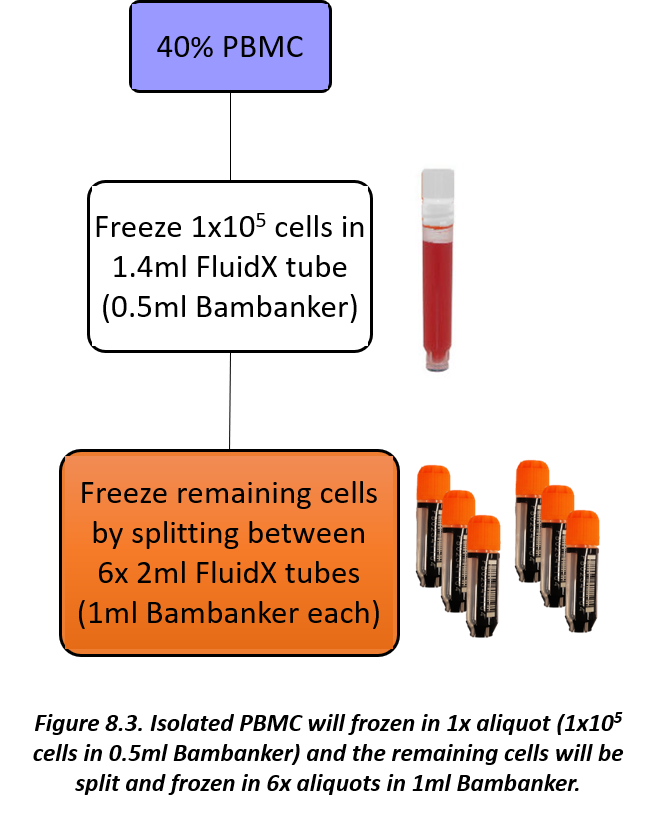 40% PBMC
Freeze 1x10⁵ cells in
1.4ml FluidX tube
(0.5ml Bambanker)
Freeze remaining cells
by splitting between
6x 2ml FluidX tubes
(1ml Bambanker each)
Figure 8.3. Isolated PBMC will frozen in 1x aliquot (1x10⁵
cells in 0.5ml Bambanker) and the remaining cells will be
split and frozen in 6x aliquots in 1ml Bambanker.